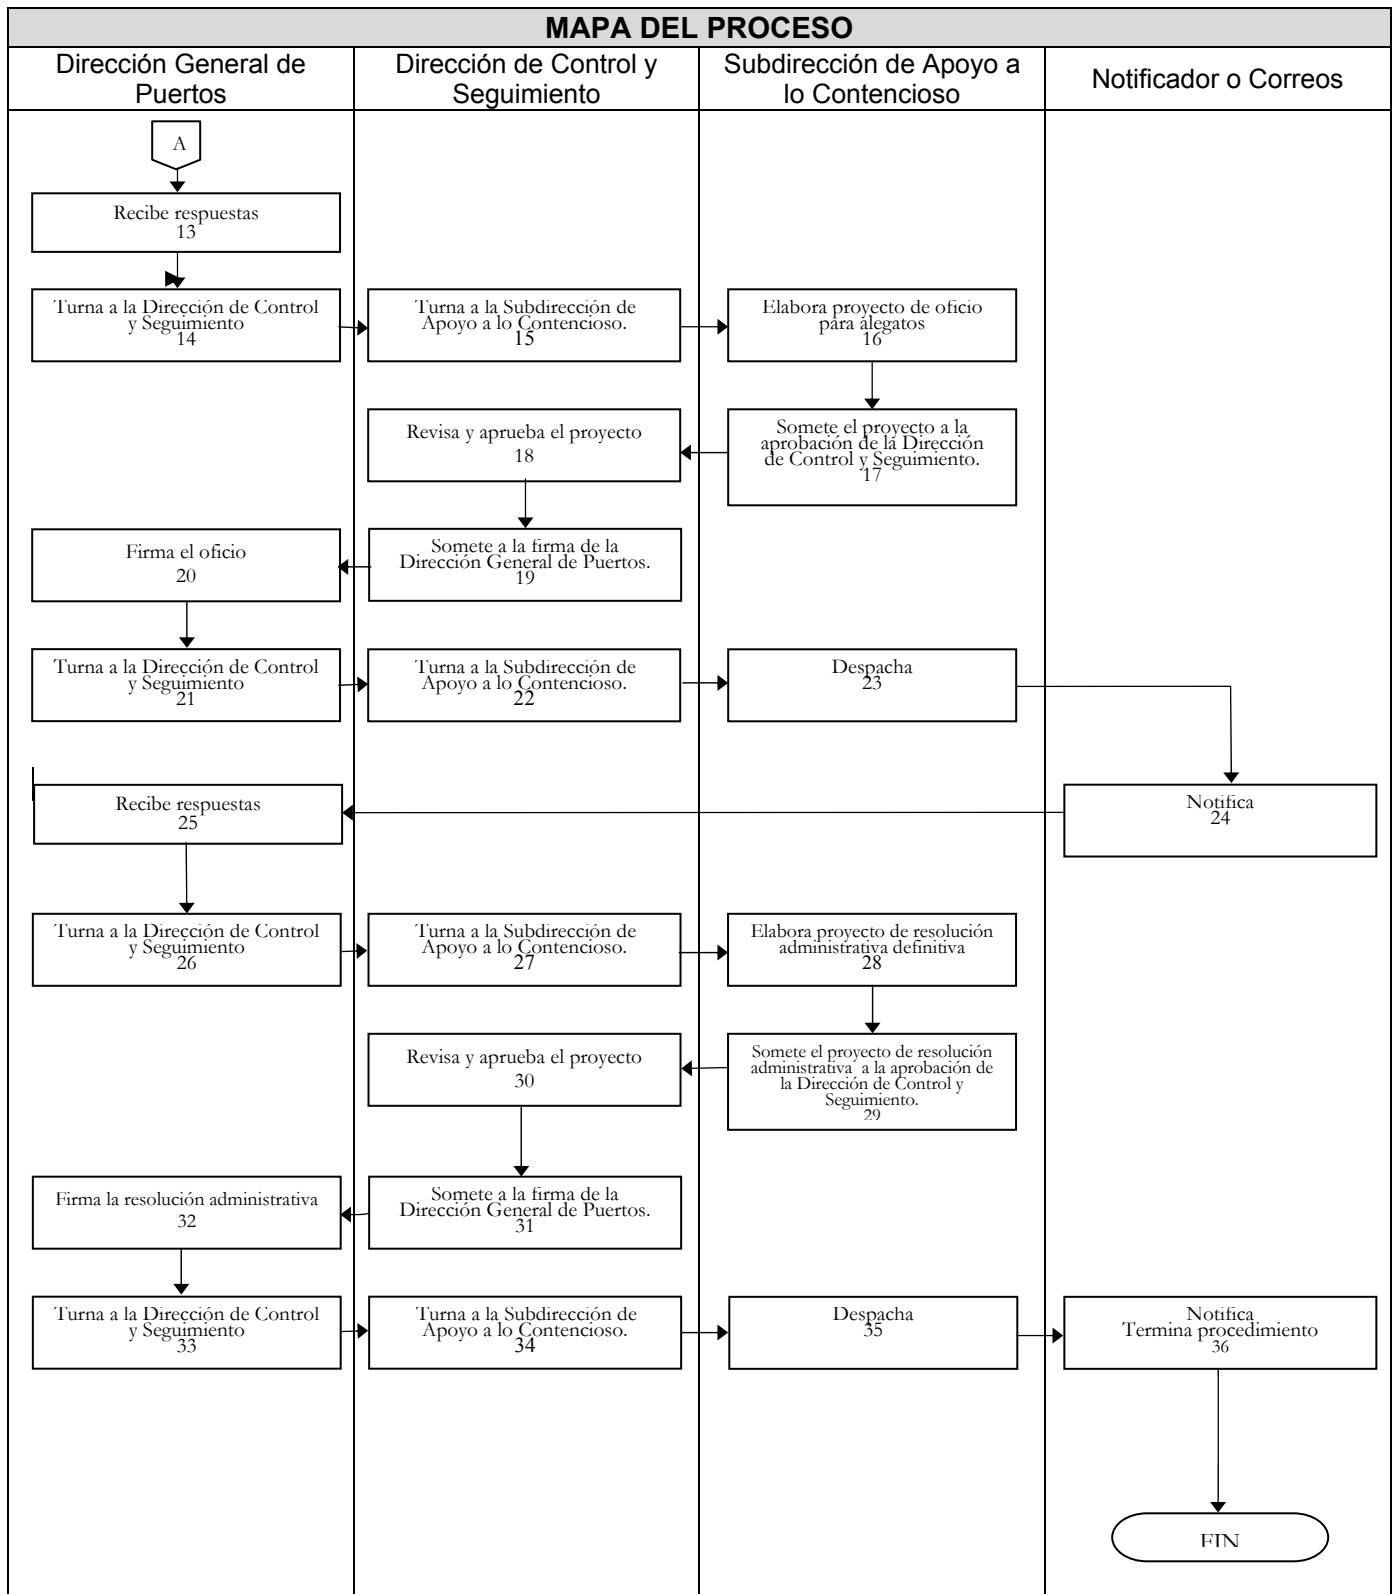 MAPA DEL PROCESO
Dirección General de
Puertos
Dirección de Control y
Seguimiento
Subdirección de Apoyo a
lo Contencioso
Notificador o Correos
A
Recibe respuestas
13
Turna a la Dirección de Control
y Seguimiento
14
Turna a la Subdirección de
Apoyo a lo Contencioso.
15
Elabora proyecto de oficio
para alegatos
16
Somete el proyecto a la
aprobación de la Dirección
de Control y Seguimiento.
17
Revisa y aprueba el proyecto
18
Somete a la firma de la
Dirección General de Puertos.
19
Firma el oficio
20
Turna a la Dirección de Control
y Seguimiento
21
Turna a la Subdirección de
Apoyo a lo Contencioso.
22
Despacha
23
Notifica
24
Recibe respuestas
25
Turna a la Dirección de Control
y Seguimiento
26
Turna a la Subdirección de
Apoyo a lo Contencioso.
27
Elabora proyecto de resolución
administrativa definitiva
28
Somete el proyecto de resolución
administrativa a la aprobación de
la Dirección de Control y
Seguimiento.
29
Revisa y aprueba el proyecto
30
Somete a la firma de la
Dirección General de Puertos.
31
Firma la resolución administrativa
32
Turna a la Dirección de Control
y Seguimiento
33
Turna a la Subdirección de
Apoyo a lo Contencioso.
34
Despacha
35
Notifica
Termina procedimiento
36
FIN